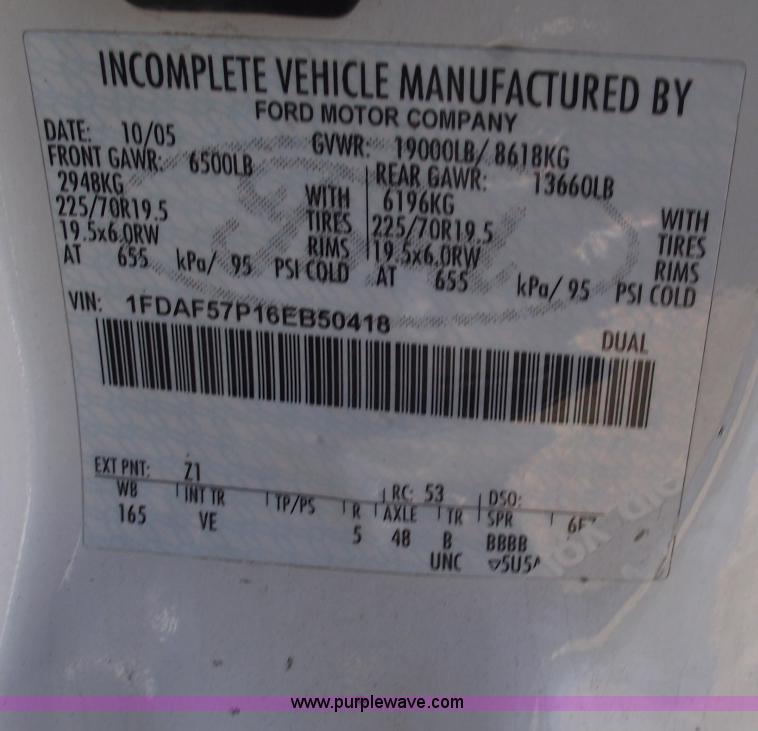 INCOMPLETE VEHICLE MANUFACTURED BY
FORD MOTOR COMPANY
DATE: 10/05 GVWR: 19000LB/ 8618KG
FRONT GAWR: 6500LB REAR GAWR: 13660LB
2948KG WITH 6196KG WITH
225/70R19.5 TIRES 225/70R19.5 TIRES
19.5x6.0RW RIMS 19.5x6.0RW RIMS
AT 655 kPa/ 95 PSI COLD AT 655 kPa/ 95 PSI COLD
VIN: 1FDAF57P16EB50418
DUAL
EXT PNT: Z1 RC: 53 DSO:
WB INT TR TP/PS R AXLE TR SPR
165 VE 5 48 B BBBB
UNC
www.purplewave.com